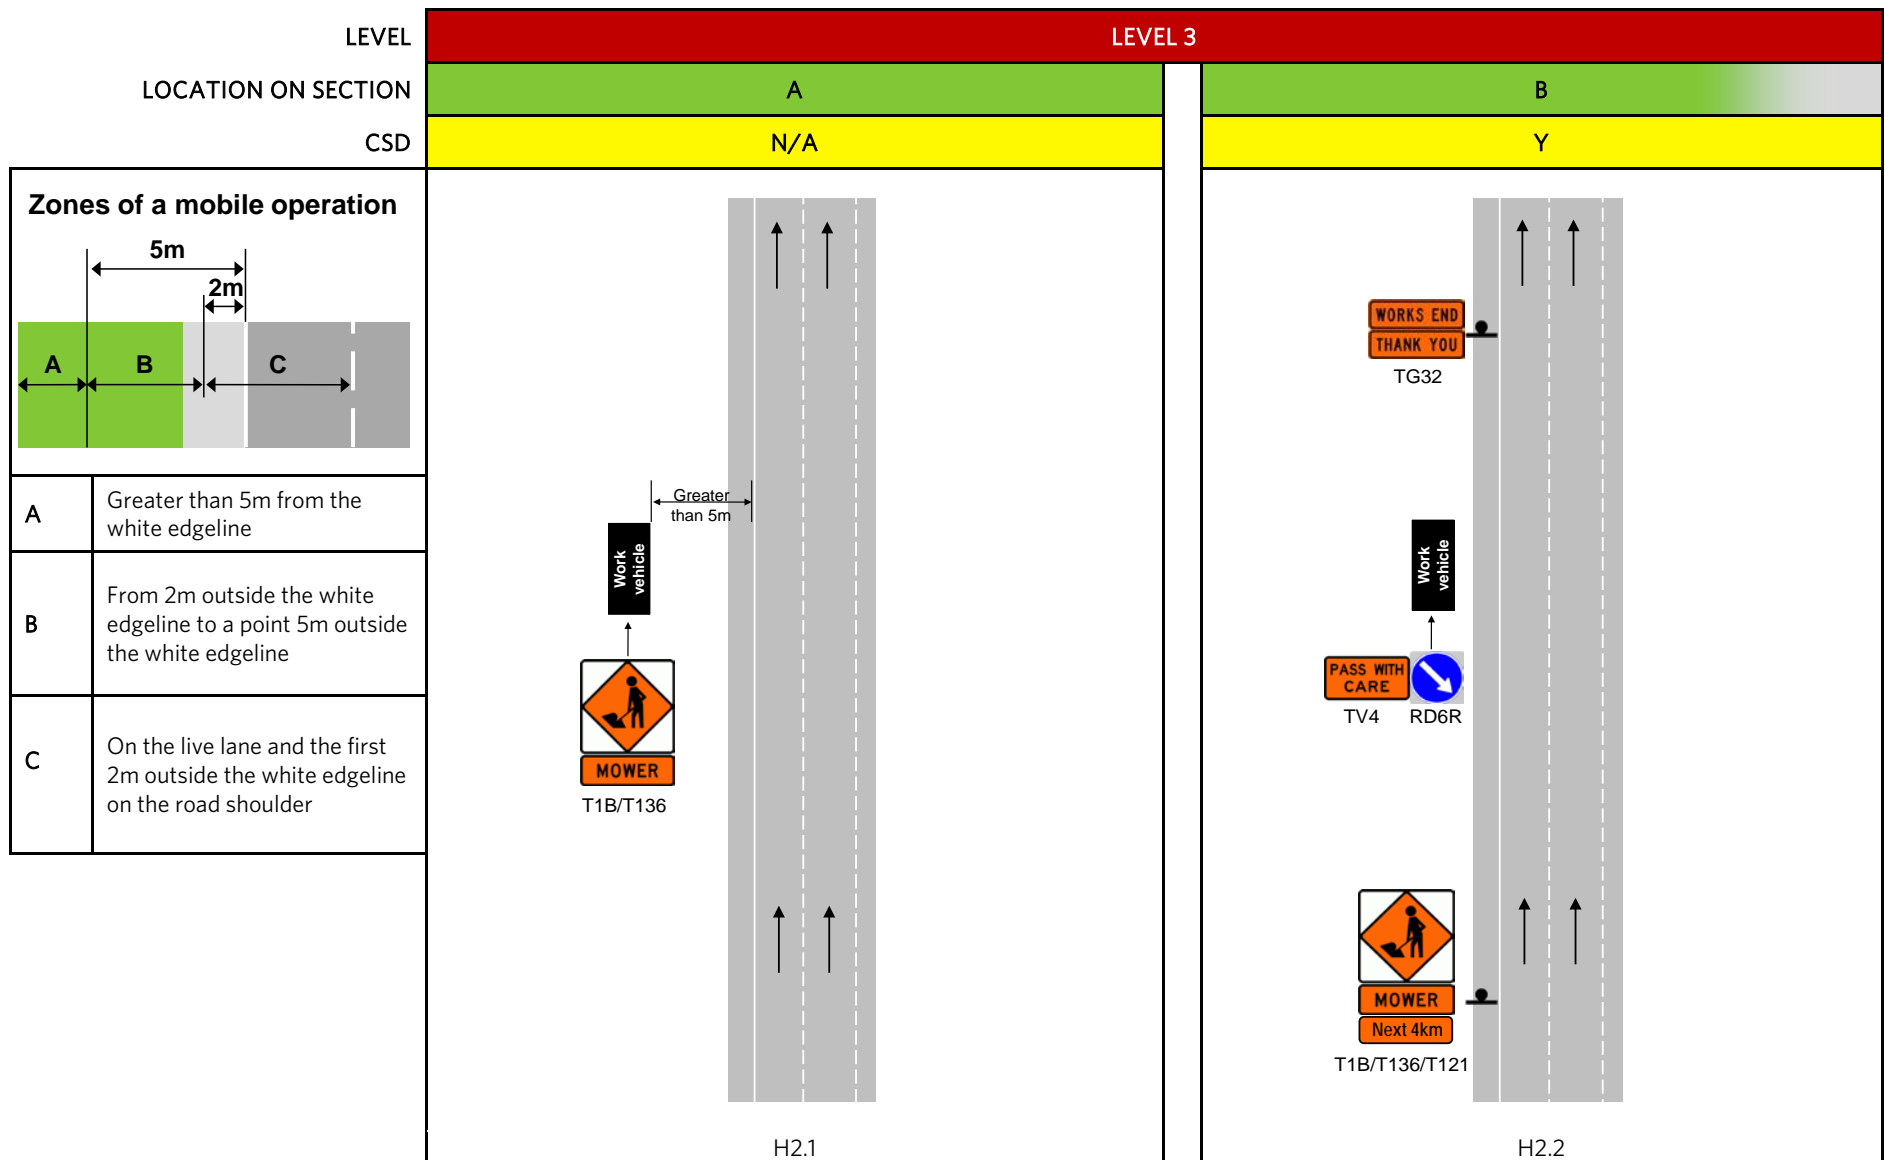 LEVEL
LEVEL 3
LOCATION ON SECTION
A
B
CSD
N/A
Y
Zones of a mobile operation
5m
2m
A
B
C
A
Greater than 5m from the
white edgeline
B
From 2m outside the white
edgeline to a point 5m outside
the white edgeline
C
On the live lane and the first
2m outside the white edgeline
on the road shoulder
Greater
than 5m
Work
vehicle
MOWER
T1B/T136
H2.1
WORKS END
THANK YOU
TG32
Work
vehicle
PASS WITH
CARE
TV4
RD6R
MOWER
Next 4km
T1B/T136/T121
H2.2